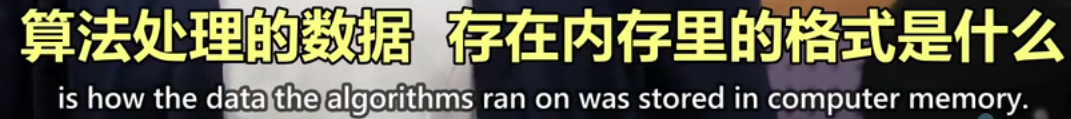 算法处理的数据 存在内存里的格式是什么
is how the data the algorithms ran on was stored in computer memory.